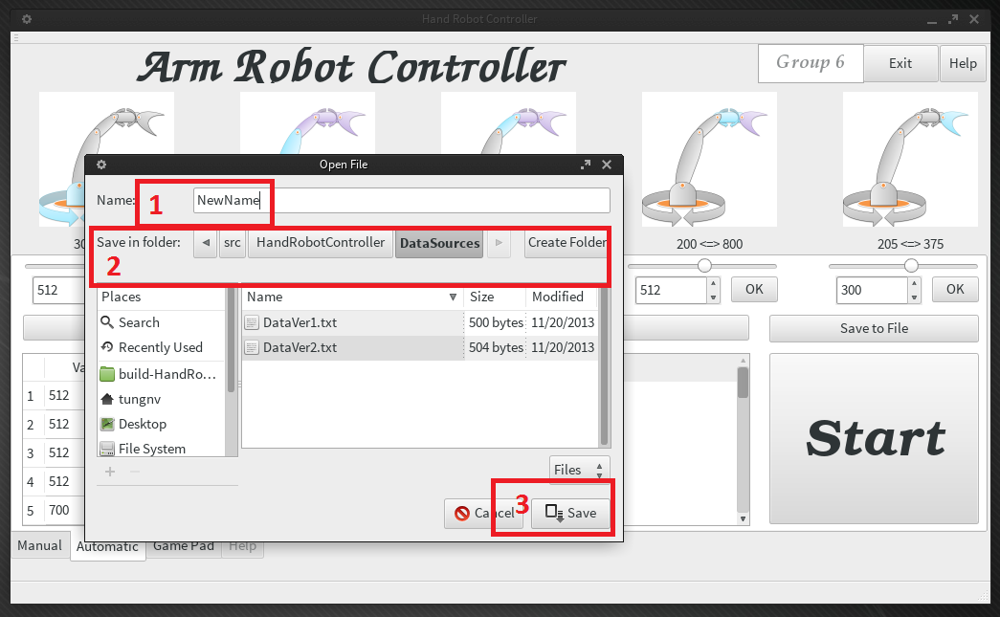 Hand Robot Controller
Arm Robot Controller
Group 6
Exit
Help
30
200 <=> 800
205 <=> 375
512
512
OK
300
OK
Save to File
Va
1 512
2 512
3 512
4 512
5 700
Start
Manual
Automatic
Game Pad
Help
Open File
Name:
1
NewName
Save in folder:
src
HandRobotController
DataSources
Create Folder
2
Places
Name
Size
Modified
Search
DataVer1.txt
500 bytes
11/20/2013
Recently Used
DataVer2.txt
504 bytes
11/20/2013
build-HandRo...
tungnv
Desktop
File System
Files
3
Cancel
Save